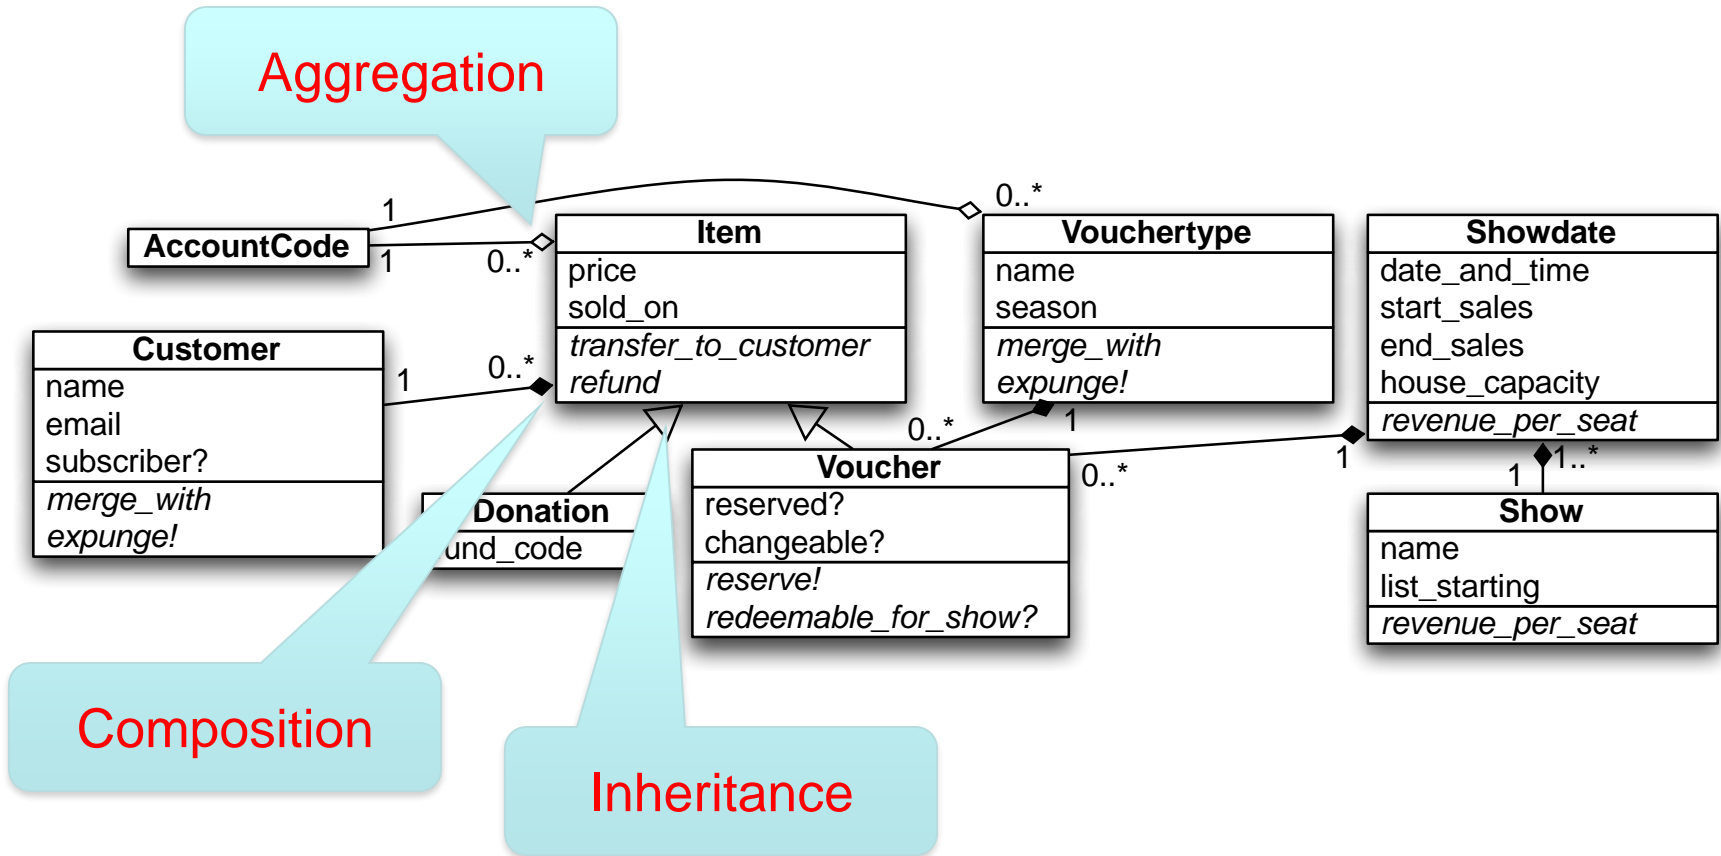 Aggregation
1
0..*
AccountCode
1
0..*
Item
price
sold_on
transfer_to_customer
refund
Vouchertype
name
season
merge_with
expunge!
Showdate
date_and_time
start_sales
end_sales
house_capacity
revenue_per_seat
Customer
name
email
subscriber?
merge_with
expunge!
1
0..*
0..*
1
0..*
1
1
1..*
Donation
und_code
Voucher
reserved?
changeable?
reserve!
redeemable_for_show?
Show
name
list_starting
revenue_per_seat
Composition
Inheritance